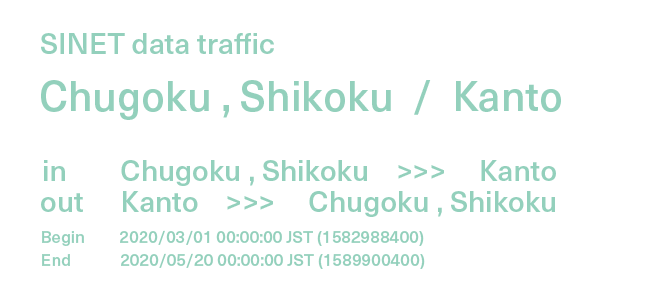 SINET data traffic
Chugoku , Shikoku / Kanto
in Chugoku , Shikoku >>> Kanto
out Kanto >>> Chugoku , Shikoku
Begin 2020/03/01 00:00:00 JST (1582988400)
End 2020/05/20 00:00:00 JST (1589900400)